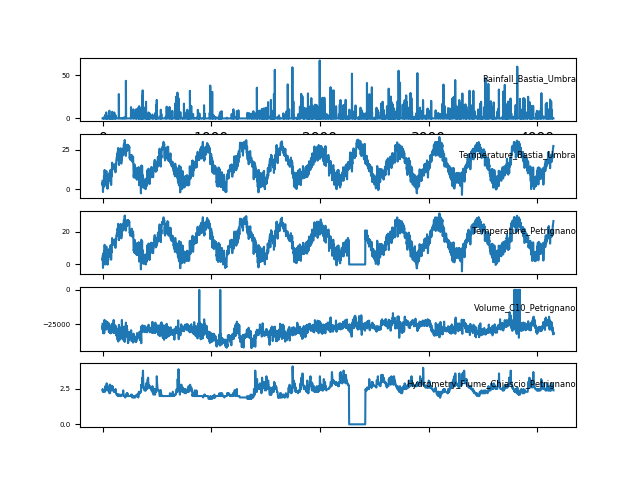 50
0
Rainfall_Bastia_Umbra
0 1000 2000 3000 4000
25
0
Temperature_Bastia_Umbra
20
0
Temperature_Petrignano
0
−25000
Volume_C10_Petrignano
2.5
0.0
Hydrometry_Fiume_Chiascio_Petrignano